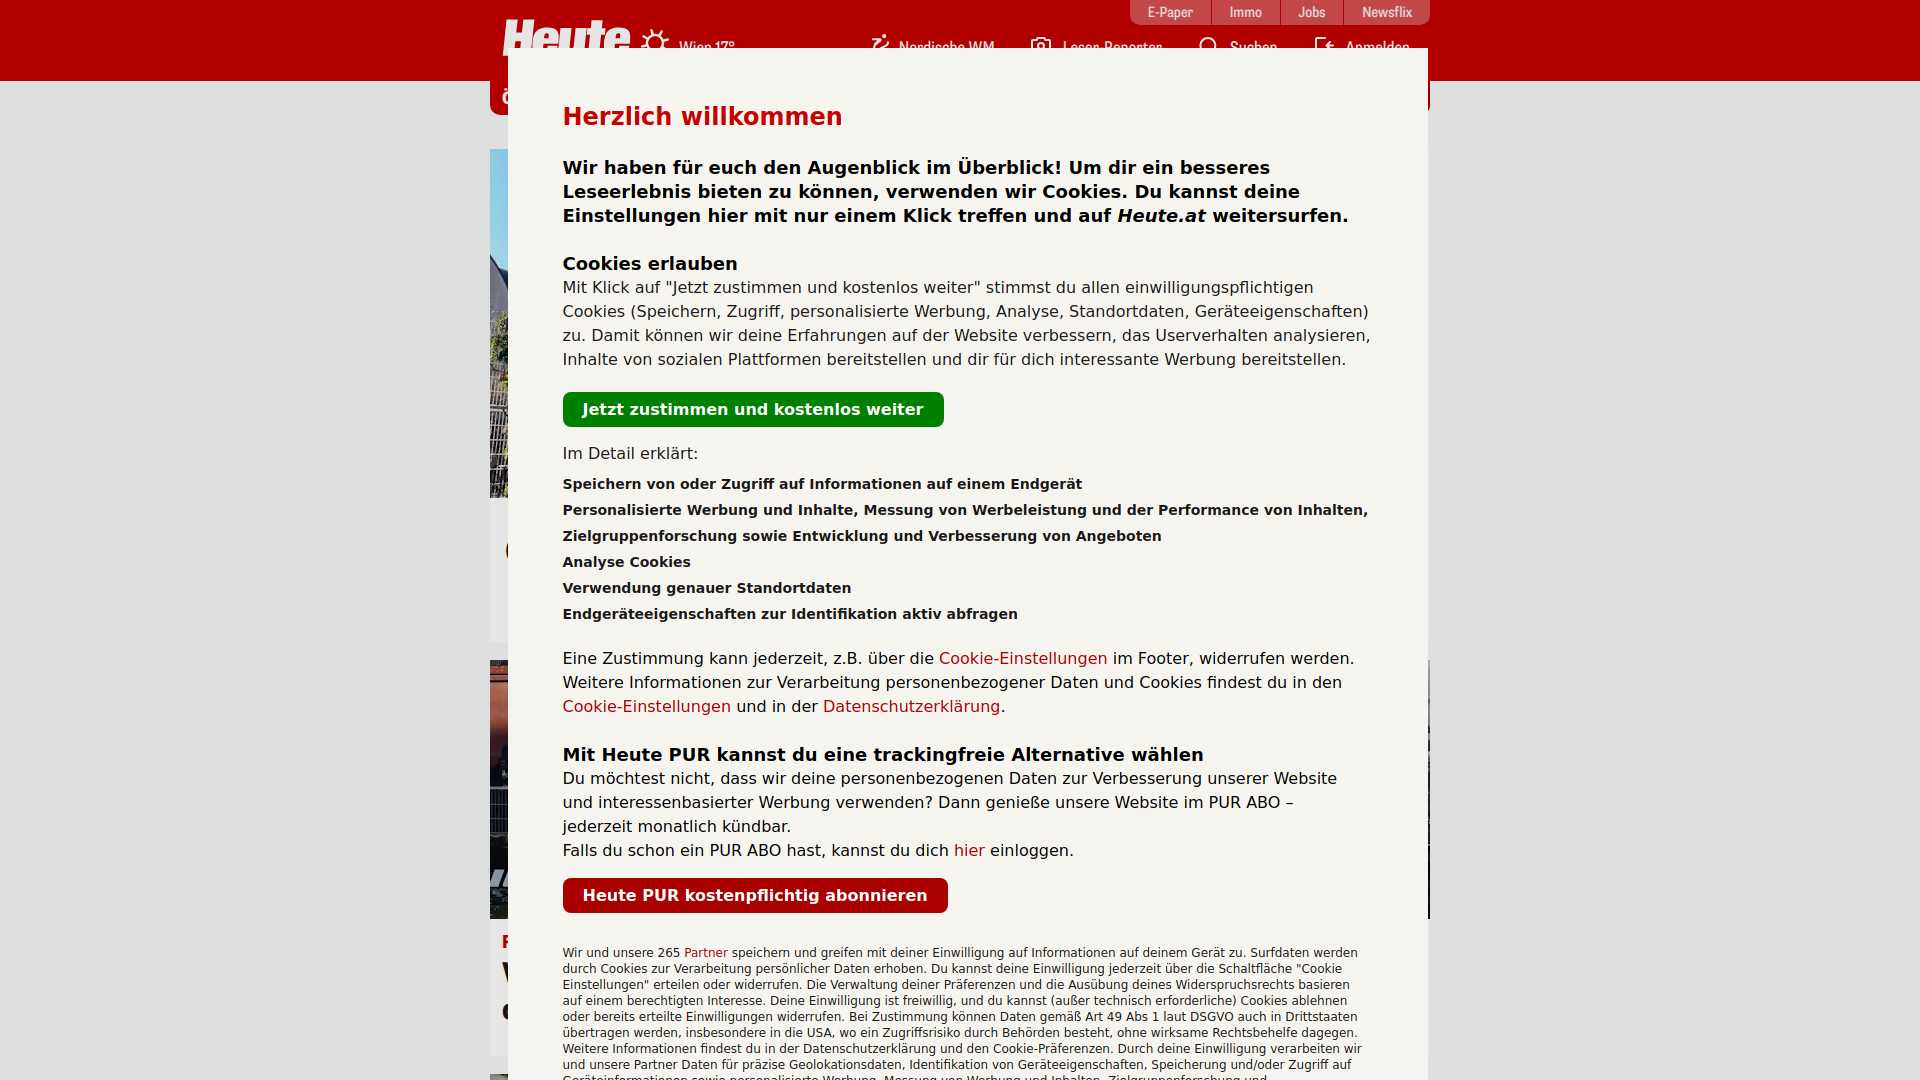 E-Paper
Immo
Jobs
Newsflix
Heute
Wien 17°
Nordische WM
Leser-Reporter
Suchen
Anmelden
Herzlich willkommen
Wir haben für euch den Augenblick im Überblick! Um dir ein besseres
Leseerlebnis bieten zu können, verwenden wir Cookies. Du kannst deine
Einstellungen hier mit nur einem Klick treffen und auf Heute.at weitersurfen.
Cookies erlauben
Mit Klick auf "Jetzt zustimmen und kostenlos weiter" stimmst du allen einwilligungspflichtigen
Cookies (Speichern, Zugriff, personalisierte Werbung, Analyse, Standortdaten, Geräteeigenschaften)
zu. Damit können wir deine Erfahrungen auf der Website verbessern, das Userverhalten analysieren,
Inhalte von sozialen Plattformen bereitstellen und dir für dich interessante Werbung bereitstellen.
Jetzt zustimmen und kostenlos weiter
Im Detail erklärt:
Speichern von oder Zugriff auf Informationen auf einem Endgerät
Personalisierte Werbung und Inhalte, Messung von Werbeleistung und der Performance von Inhalten,
Zielgruppenforschung sowie Entwicklung und Verbesserung von Angeboten
Analyse Cookies
Verwendung genauer Standortdaten
Endgeräteeigenschaften zur Identifikation aktiv abfragen
Eine Zustimmung kann jederzeit, z.B. über die Cookie-Einstellungen im Footer, widerrufen werden.
Weitere Informationen zur Verarbeitung personenbezogener Daten und Cookies findest du in den
Cookie-Einstellungen und in der Datenschutzerklärung.
Mit Heute PUR kannst du eine trackingfreie Alternative wählen
Du möchtest nicht, dass wir deine personenbezogenen Daten zur Verbesserung unserer Website
und interessenbasierter Werbung verwenden? Dann genieße unsere Website im PUR ABO –
jederzeit monatlich kündbar.
Falls du schon ein PUR ABO hast, kannst du dich hier einloggen.
Heute PUR kostenpflichtig abonnieren
Wir und unsere 265 Partner speichern und greifen mit deiner Einwilligung auf Informationen auf deinem Gerät zu. Surfdaten werden
durch Cookies zur Verarbeitung persönlicher Daten erhoben. Du kannst deine Einwilligung jederzeit über die Schaltfläche "Cookie
Einstellungen" erteilen oder widerrufen. Die Verwaltung deiner Präferenzen und die Ausübung deines Widerspruchsrechts basieren
auf einem berechtigten Interesse. Deine Einwilligung ist freiwillig, und du kannst (außer technisch erforderliche) Cookies ablehnen
oder bereits erteilte Einwilligungen widerrufen. Bei Zustimmung können Daten gemäß Art 49 Abs 1 laut DSGVO auch in Drittstaaten
übertragen werden, insbesondere in die USA, wo ein Zugriffsrisiko durch Behörden besteht, ohne wirksame Rechtsbehelfe dagegen.
Weitere Informationen findest du in der Datenschutzerklärung und den Cookie-Präferenzen. Durch deine Einwilligung verarbeiten wir
und unsere Partner Daten für präzise Geolokationsdaten, Identifikation von Geräteeigenschaften, Speicherung und/oder Zugriff auf
Geräteinformationen sowie personalisierte Werbung, Messung von Werbung und Inhalten, Zielgruppenforschung und